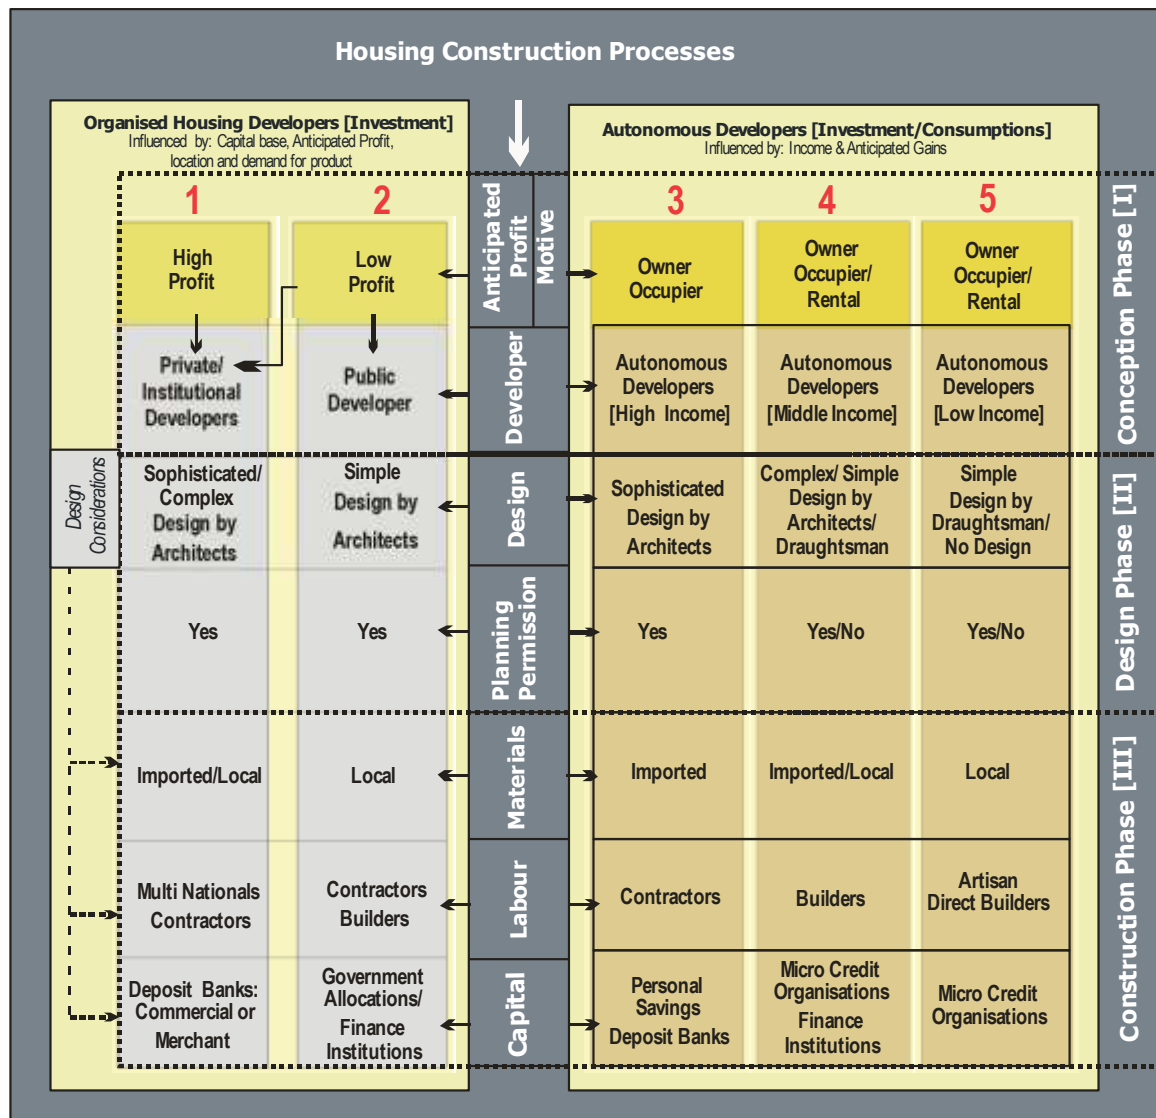 Housing Construction Processes
Organised Housing Developers [Investment]
Influenced by: Capital base, Anticipated Profit,
location and demand for product
Autonomous Developers [Investment/Consumptions]
Influenced by: Income & Anticipated Gains
1
2
Anticipated
Profit
Motive
3
4
5
Conception Phase [I]
High
Profit
Low
Profit
Owner
Occupier
Owner
Occupier/
Rental
Owner
Occupier/
Rental
Private/
Institutional
Developers
Public
Developer
Developer
Autonomous
Developers
[High Income]
Autonomous
Developers
[Middle Income]
Autonomous
Developers
[Low Income]
Design
Considerations
Sophisticated/
Complex
Design by
Architects
Simple
Design by
Architects
Design
Sophisticated
Design by
Architects
Complex/ Simple
Design by
Architects/
Draughtsman
Simple
Design by
Draughtsman/
No Design
Design Phase [II]
Yes
Yes
Planning
Permission
Yes
Yes/No
Yes/No
Imported/Local
Local
Materials
Imported
Imported/Local
Local
Construction Phase [III]
Multi Nationals
Contractors
Contractors
Builders
Labour
Contractors
Builders
Artisan
Direct Builders
Deposit Banks:
Commercial or
Merchant
Government
Allocations/
Finance
Institutions
Capital
Personal
Savings
Deposit Banks
Micro Credit
Organisations
Finance
Institutions
Micro Credit
Organisations